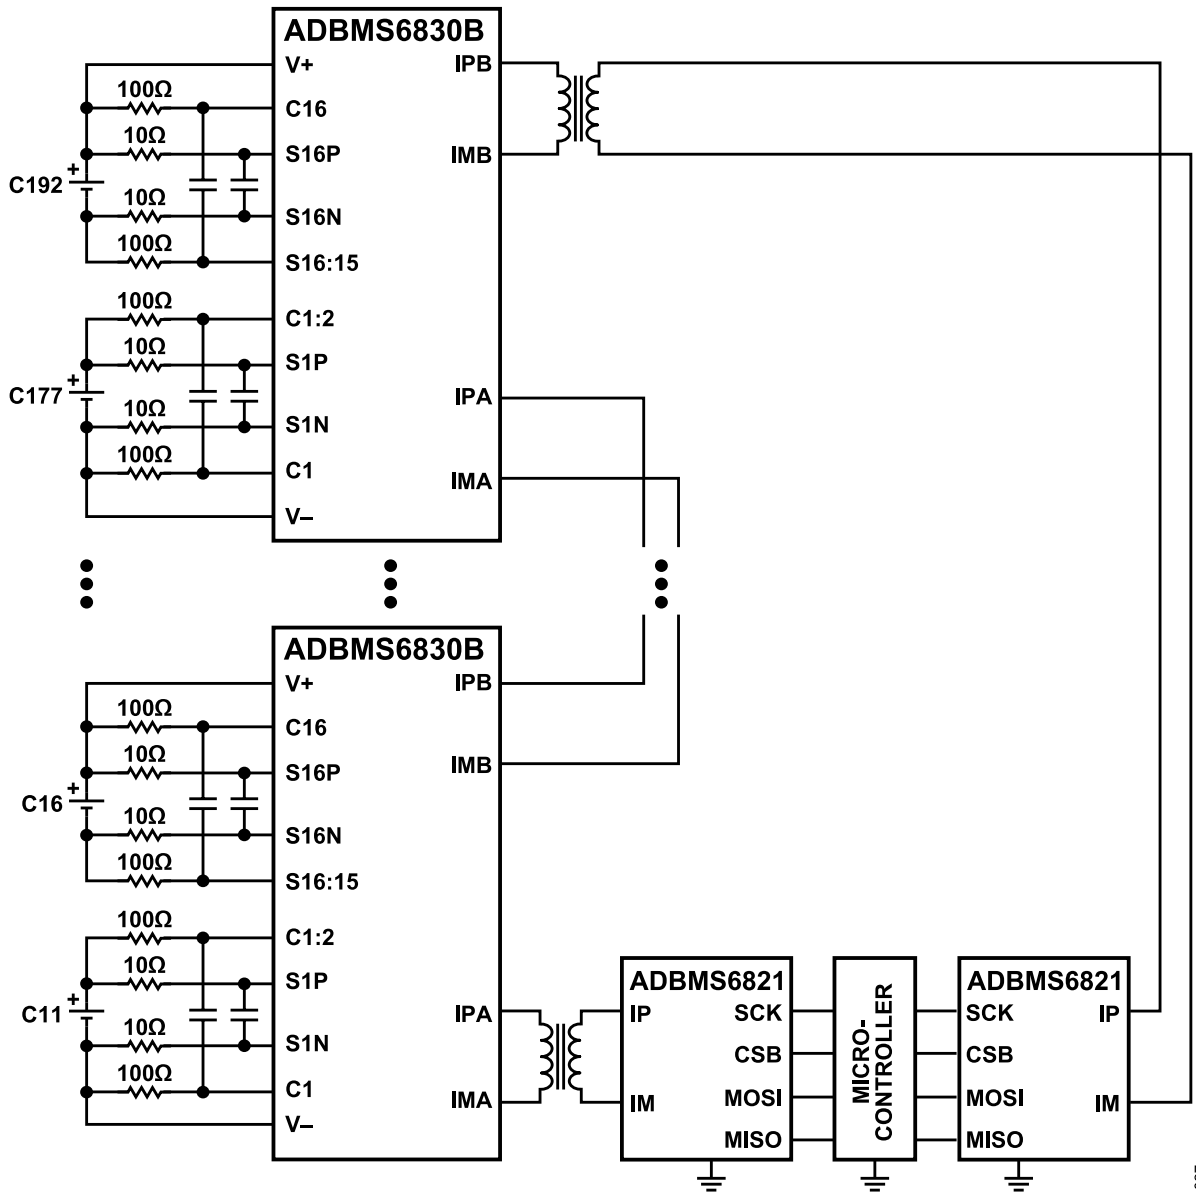 ADBMS6830B
V+
IPB
100Ω
C16
10Ω
S16P
IMB
C192
+
10Ω
S16N
100Ω
S16:15
100Ω
C1:2
10Ω
S1P
C177
+
IPA
10Ω
S1N
100Ω
C1
IMA
V–
ADBMS6830B
V+
IPB
100Ω
C16
10Ω
S16P
IMB
C16
+
10Ω
S16N
100Ω
S16:15
100Ω
C1:2
10Ω
S1P
C11
+
IPA
10Ω
S1N
100Ω
C1
IMA
V–
ADBMS6821
IP
SCK
CSB
IM
MOSI
MISO
MICRO-
CONTROLLER
ADBMS6821
SCK
IP
CSB
MOSI
IM
MISO